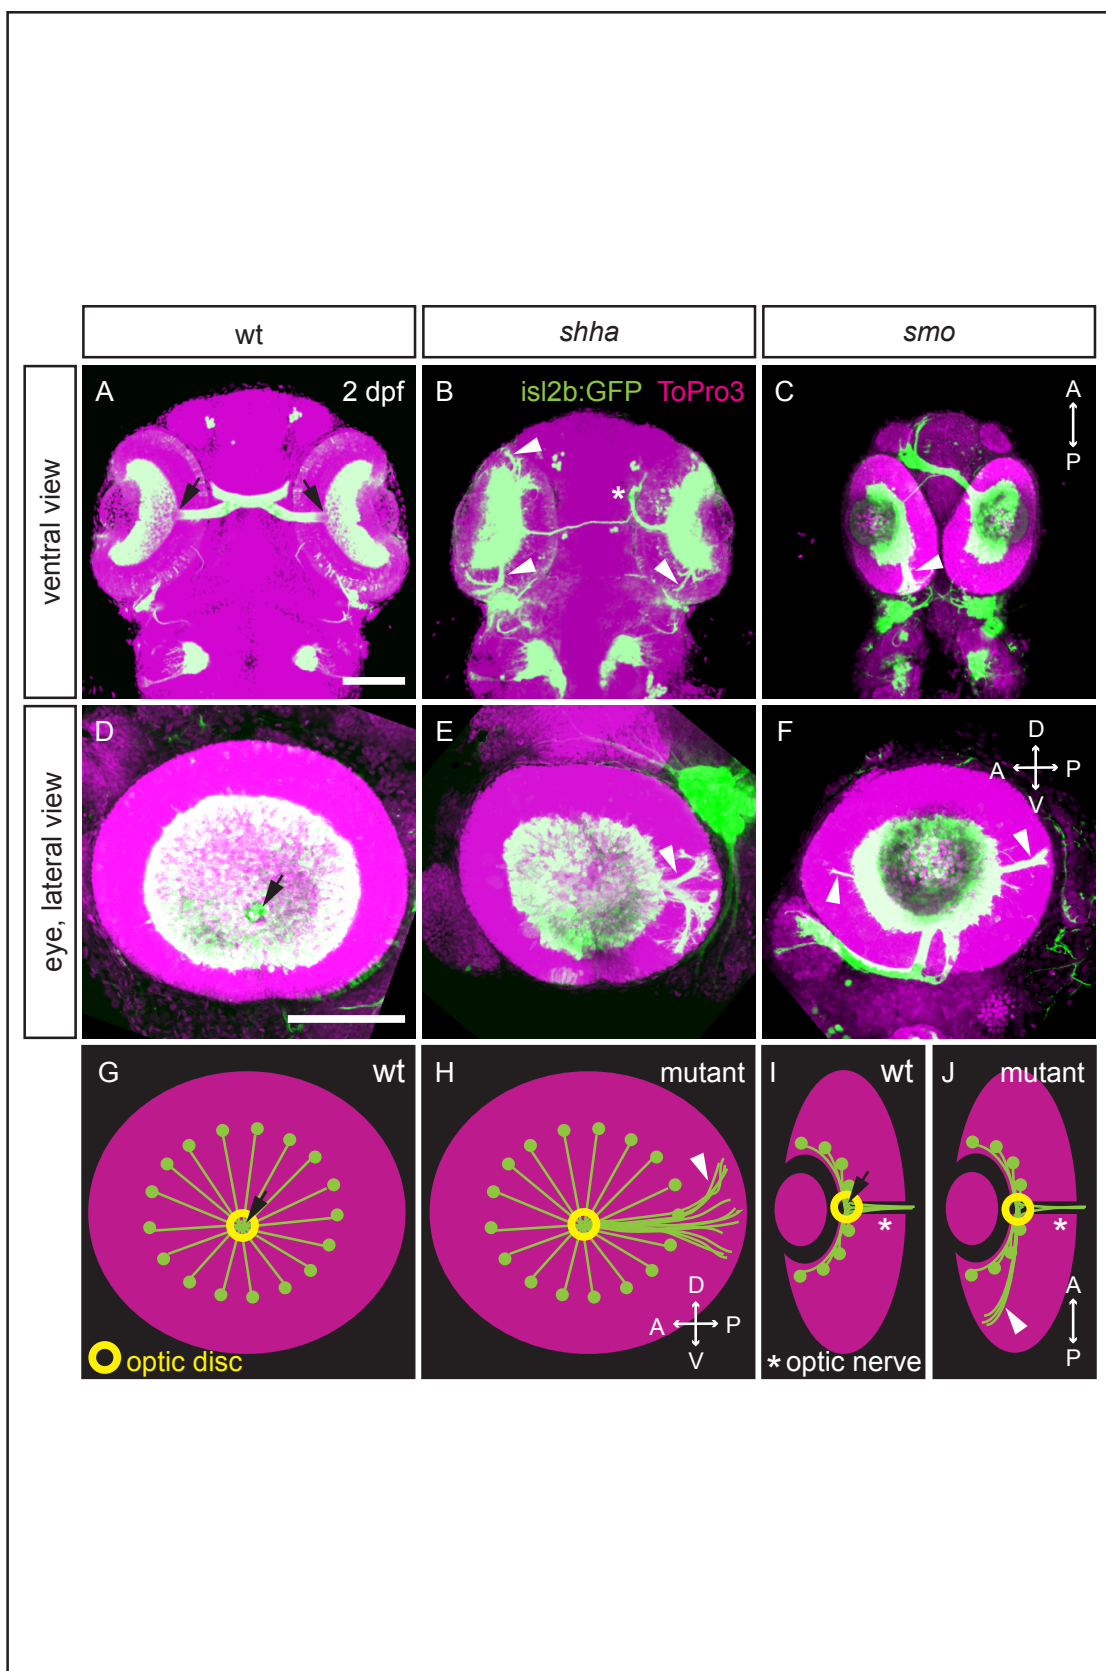 wt
shha
smo
ventral view
A
2 dpf
B
isl2b:GFP ToPro3
C
A
P
*
eye, lateral view
D
E
F
D
A
P
V
G
wt
optic disc
H
mutant
D
A
P
V
I
wt
*
* optic nerve
J
mutant
*
A
P